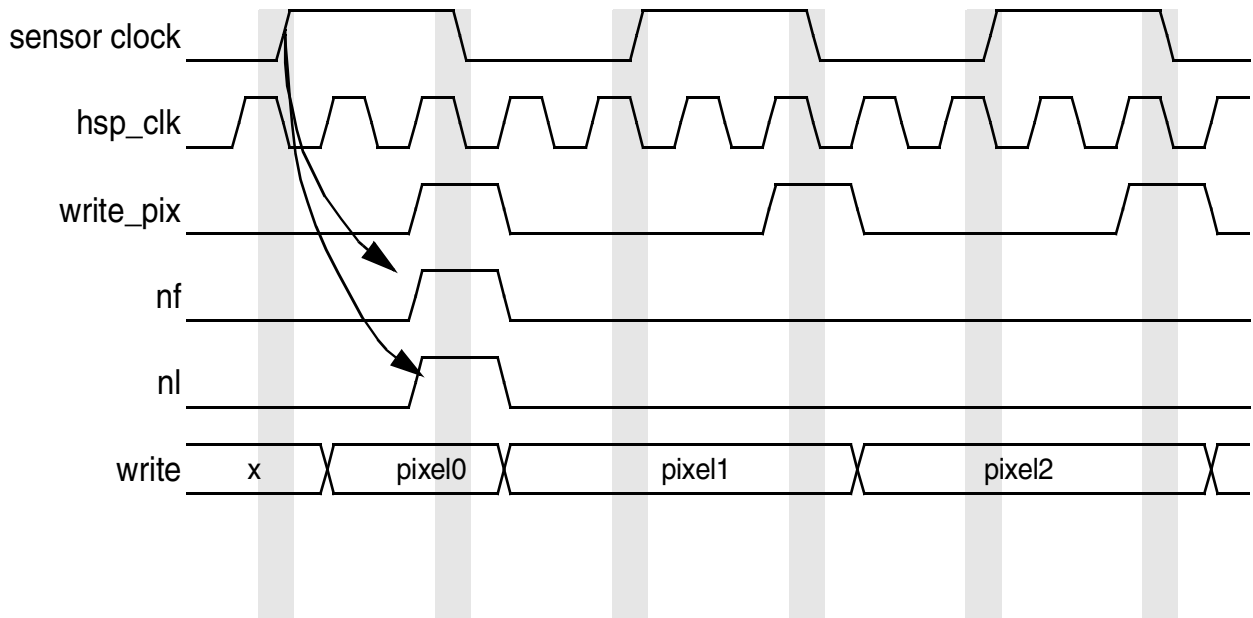 sensor clock
hsp_clk
write_pix
nf
nl
write x pixel0 pixel1 pixel2